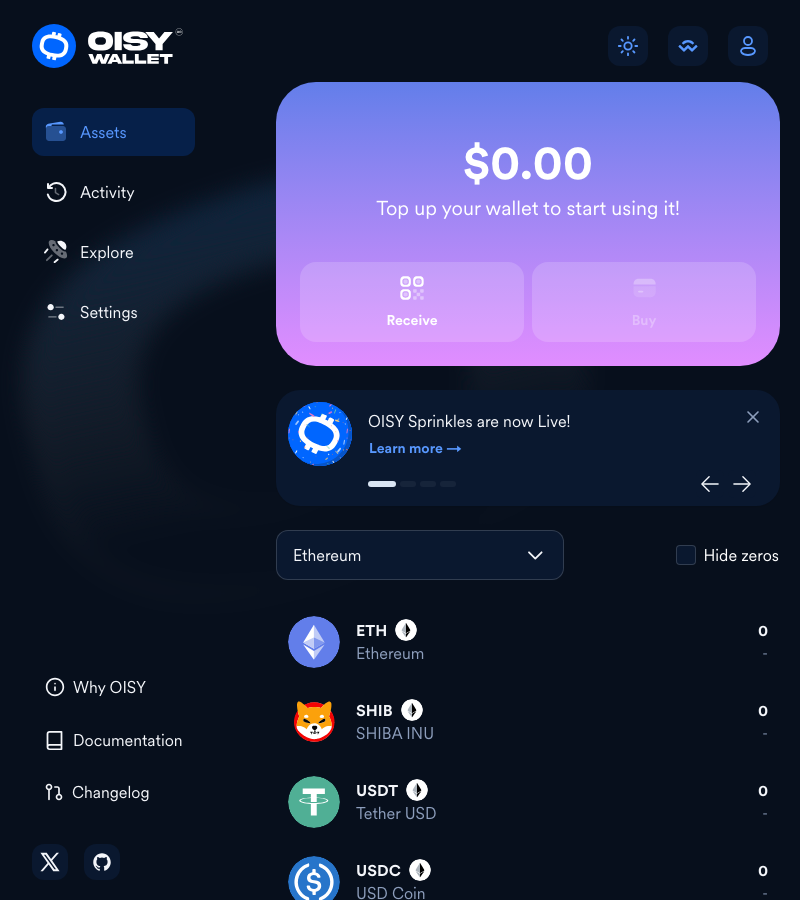 OISY
WALLET
Assets
Activity
Explore
Settings
$0.00
Top up your wallet to start using it!
Receive
Buy
OISY Sprinkles are now Live!
Learn more →
Ethereum
Hide zeros
ETH
0
Ethereum
-
SHIB
0
SHIBA INU
-
USDT
0
Tether USD
-
USDC
0
USD Coin
-
Why OISY
Documentation
Changelog